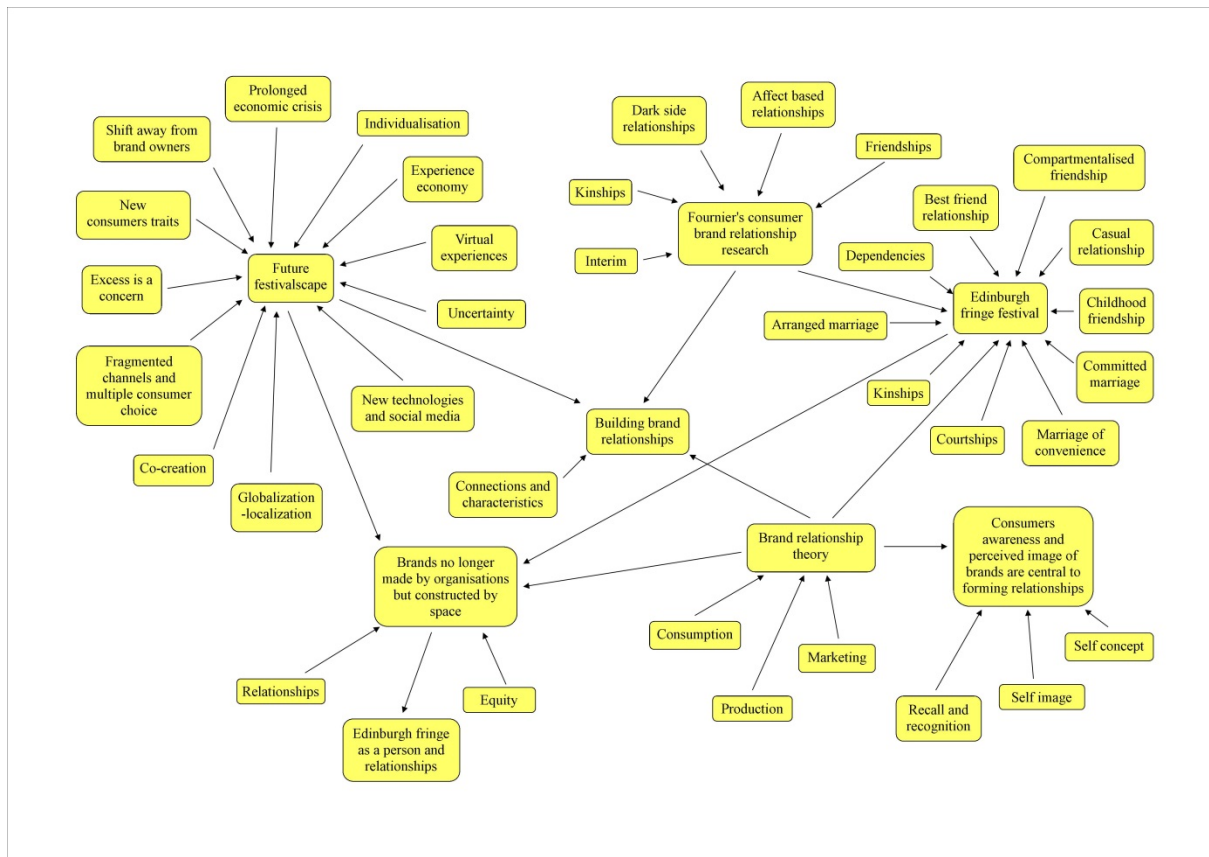 Prolonged
economic crisis
Shift away from
brand owners
Individualisation
New
consumers traits
Experience
economy
Excess is a
concern
Future
festivalscape
Virtual
experiences
Uncertainty
Fragmented
channels and
multiple consumer
choice
New technologies
and social media
Co-creation
Globalization
-localization
Dark side
relationships
Affect based
relationships
Friendships
Kinships
Fournier's consumer
brand relationship
research
Interim
Compartmentalised
friendship
Best friend
relationship
Casual
relationship
Dependencies
Edinburgh
fringe festival
Childhood
friendship
Arranged marriage
Committed
marriage
Kinships
Courtships
Marriage of
convenience
Building brand
relationships
Connections and
characteristics
Brands no longer
made by organisations
but constructed by
space
Relationships
Equity
Edinburgh fringe
as a person and
relationships
Brand relationship
theory
Consumption
Marketing
Production
Consumers
awareness and
perceived image of
brands are central to
forming relationships
Self concept
Self image
Recall and
recognition